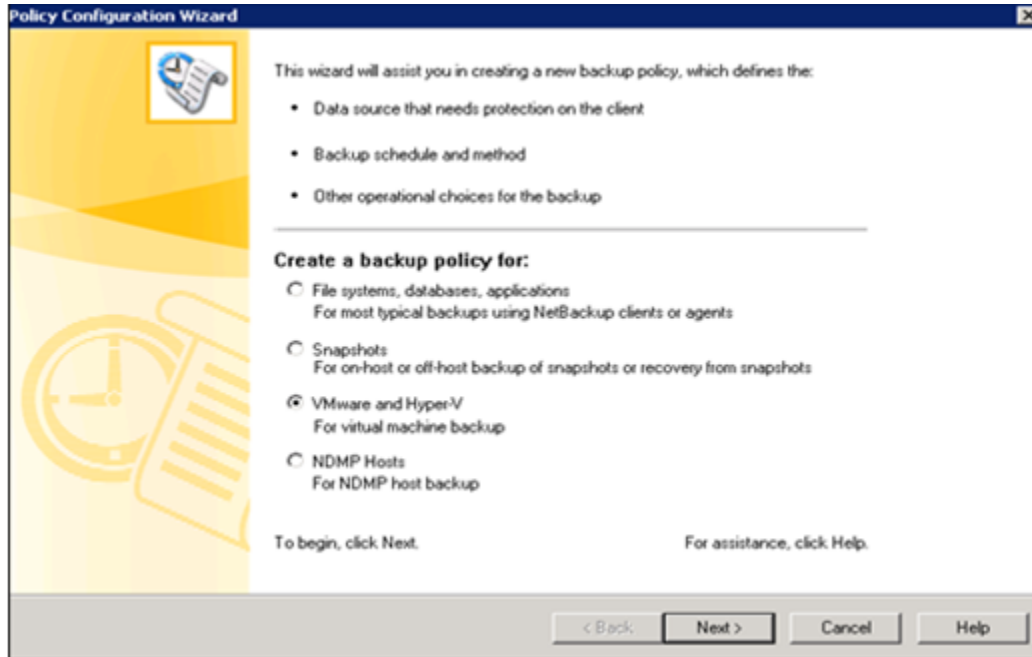 Policy Configuration Wizard
This wizard will assist you in creating a new backup policy, which defines the:
• Data source that needs protection on the client
• Backup schedule and method
• Other operational choices for the backup
Create a backup policy for:
File systems, databases, applications
For most typical backups using NetBackup clients or agents
Snapshots
For on-host or off-host backup of snapshots or recovery from snapshots
VMware and Hyper-V
For virtual machine backup
NDMP Hosts
For NDMP host backup
To begin, click Next. For assistance, click Help.
< Back Next > Cancel Help